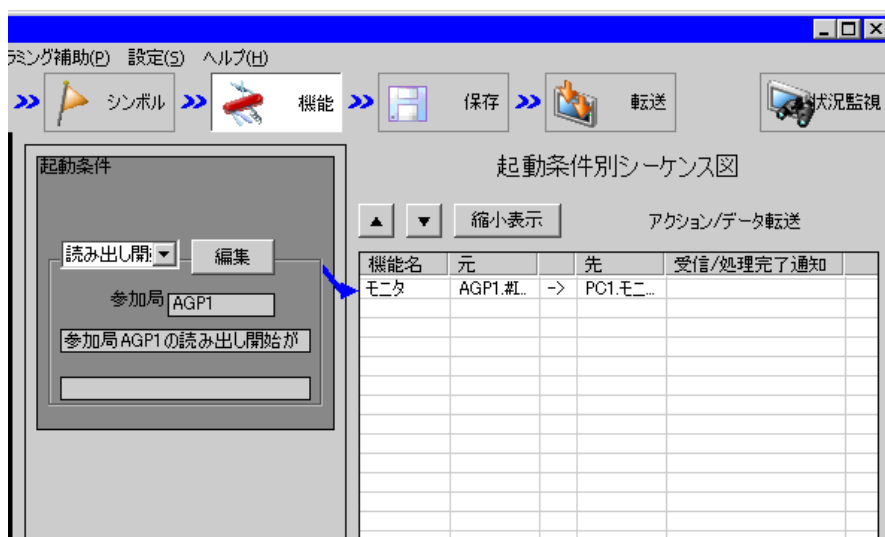 ラミング補助(P) 設定(S) ヘルプ(H)
シンボル 機能 保存 転送 状況監視
起動条件
起動条件別シーケンス図
▲ ▼ 縮小表示 アクション/データ転送
読み出し開 編集
参加局 AGP1
参加局AGP1の読み出し開始が
機能名 元 先 受信/処理完了通知
モニタ AGP1.#I... -> PC1.モニ...